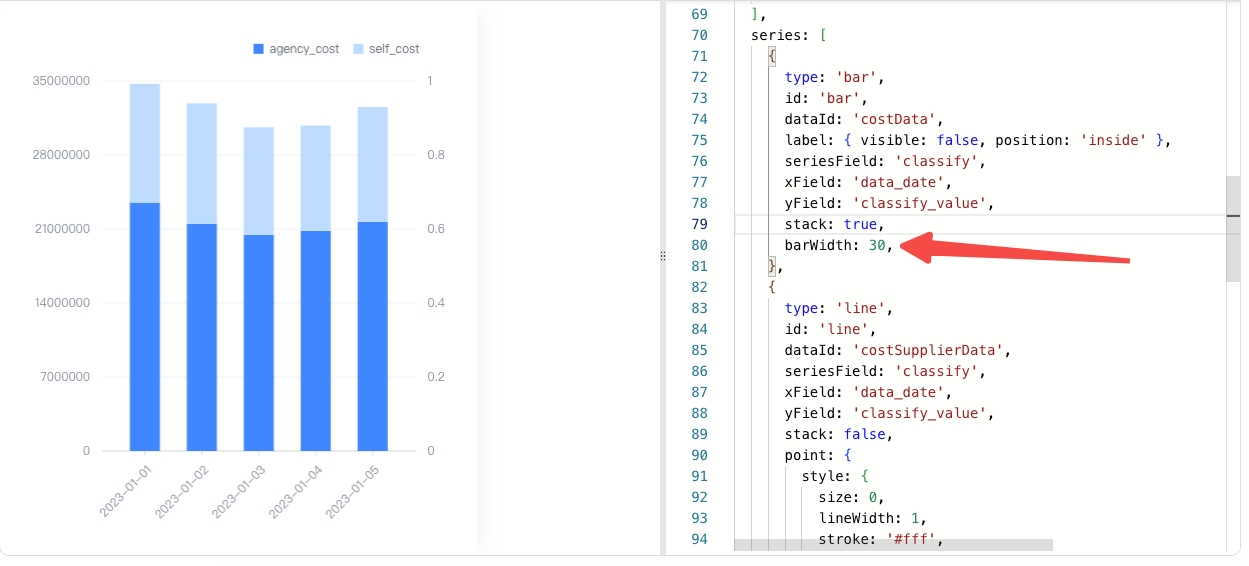 agency_cost self_cost
35000000 1
28000000 0.8
21000000 0.6
14000000 0.4
7000000 0.2
0 0
2023-01-01 2023-01-02 2023-01-03 2023-01-04 2023-01-05
69 ],
70 series: [
71 {
72 type: 'bar',
73 id: 'bar',
74 dataId: 'costData',
75 label: { visible: false, position: 'inside' },
76 seriesField: 'classify',
77 xField: 'data_date',
78 yField: 'classify_value',
79 stack: true,
80 barWidth: 30,
81 },
82 {
83 type: 'line',
84 id: 'line',
85 dataId: 'costSupplierData',
86 seriesField: 'classify',
87 xField: 'data_date',
88 yField: 'classify_value',
89 stack: false,
90 point: {
91 style: {
92 size: 0,
93 lineWidth: 1,
94 stroke: '#fff',